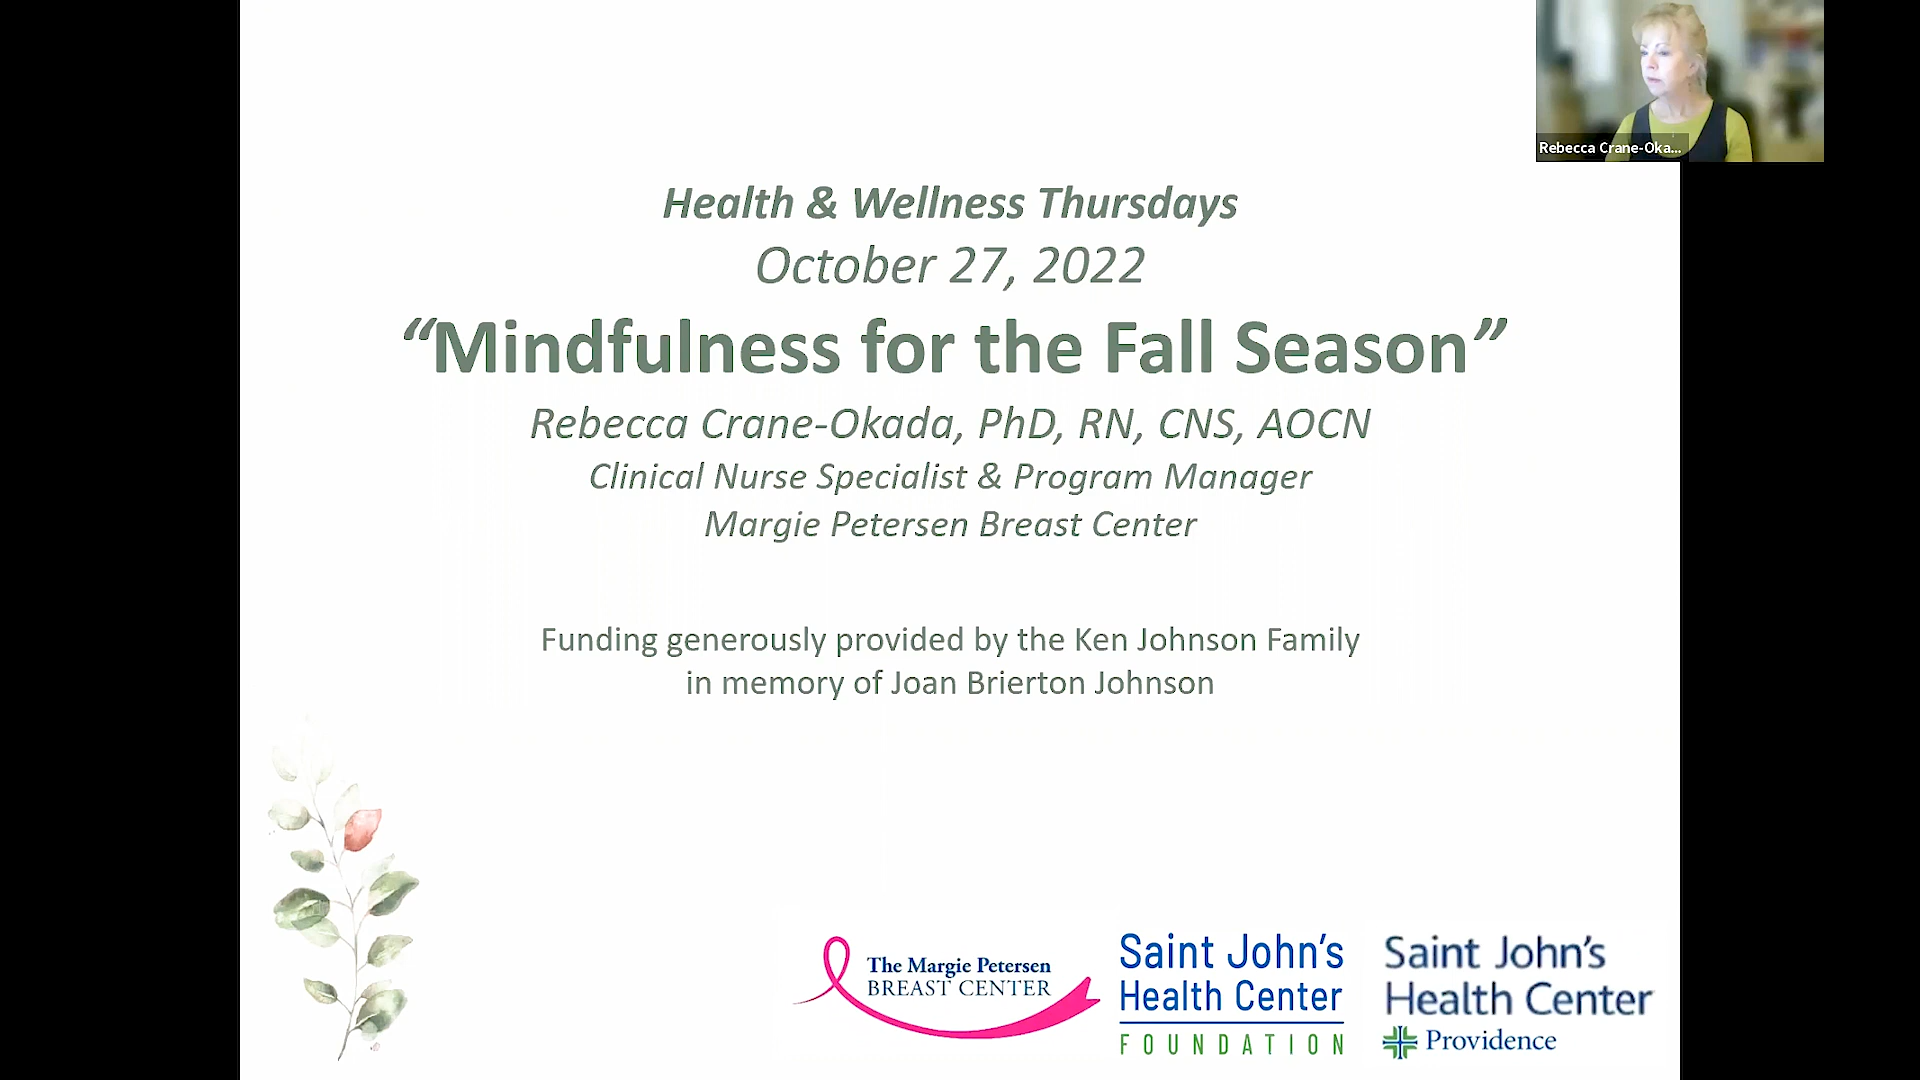 Rebecca Crane-Oka...
Health & Wellness Thursdays
October 27, 2022
“Mindfulness for the Fall Season”
Rebecca Crane-Okada, PhD, RN, CNS, AOCN
Clinical Nurse Specialist & Program Manager
Margie Petersen Breast Center
Funding generously provided by the Ken Johnson Family
in memory of Joan Brierton Johnson
The Margie Petersen
BREAST CENTER
Saint John’s
Health Center
FOUNDATION
Saint John’s
Health Center
Providence